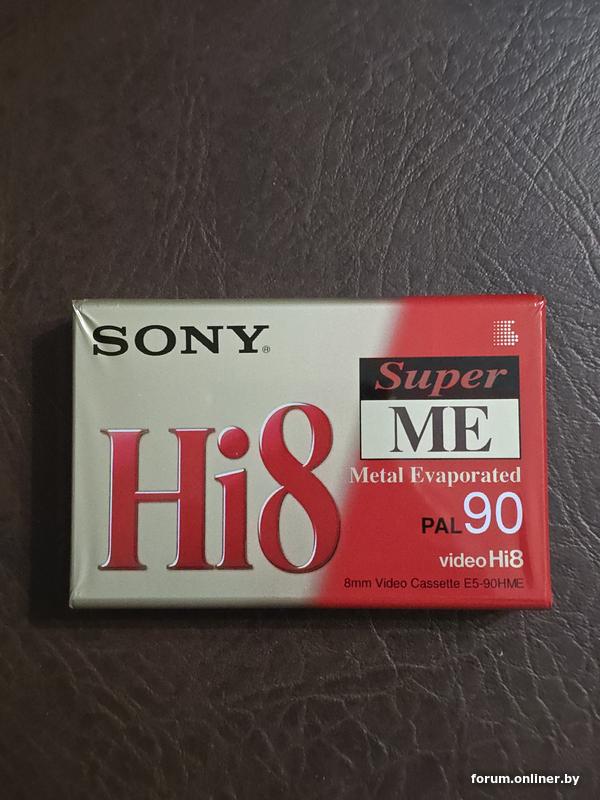 SONY®
Super
ME
Hi8
Metal Evaporated
PAL 90
video Hi8
8mm Video Cassette E5-90HME
forum.onliner.by